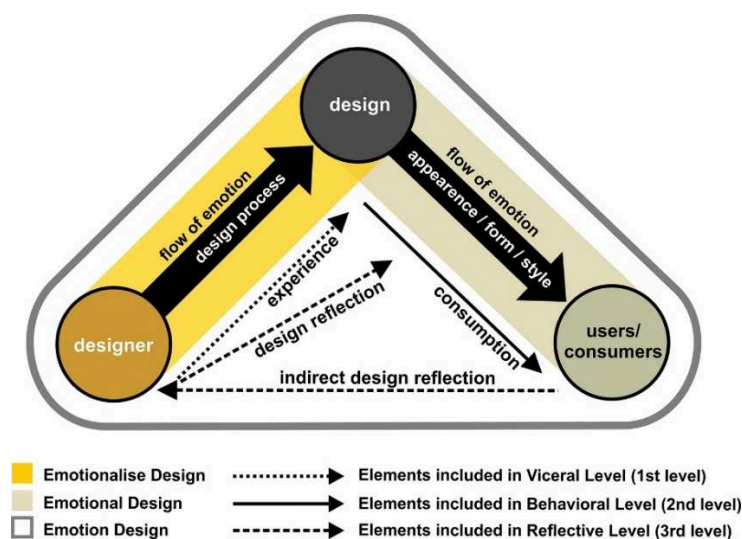 design
flow of emotion
design process
flow of emotion
appearence / form / style
experience
design reflection
consumption
designer
users/
consumers
indirect design reflection
Emotionalise Design
Elements included in Viceral Level (1st level)
Emotional Design
Elements included in Behavioral Level (2nd level)
Emotion Design
Elements included in Reflective Level (3rd level)